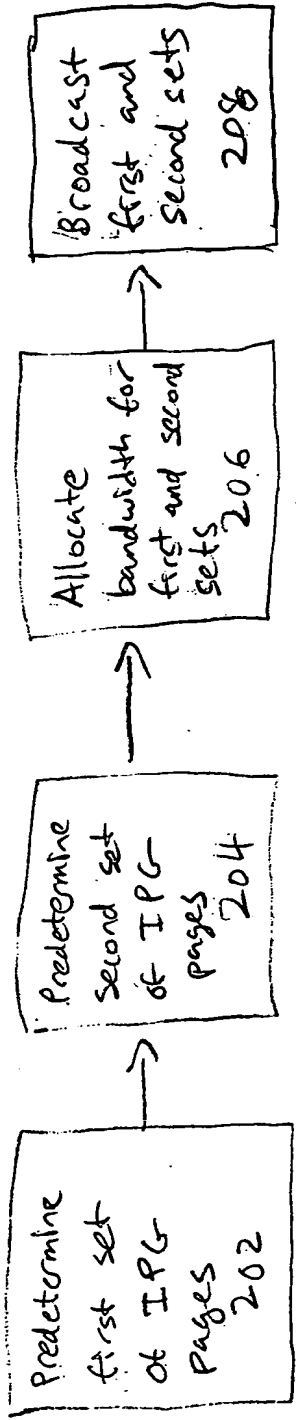 Predetermine
first set
of IPG
pages
202
Predetermine
second set
of IPG
pages
204
Allocate
bandwidth for
first and second
sets
206
Broadcast
first and
second sets
208